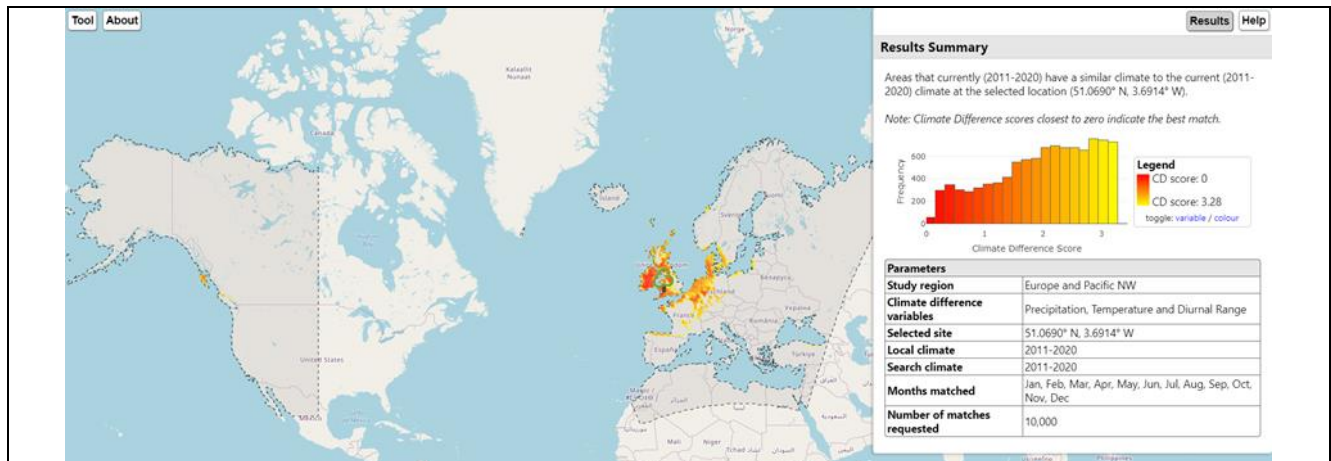 Tool About
Results Help
Results Summary
Areas that currently (2011-2020) have a similar climate to the current (2011-
2020) climate at the selected location (51.0690° N, 3.6914° W).
Note: Climate Difference scores closest to zero indicate the best match.
Frequency
600
400
200
0
0 1 2 3
Climate Difference Score
Legend
CD score: 0
CD score: 3.28
toggle: variable / colour
Parameters
Study region Europe and Pacific NW
Climate difference
variables Precipitation, Temperature and Diurnal Range
Selected site 51.0690° N, 3.6914° W
Local climate 2011-2020
Search climate 2011-2020
Months matched Jan, Feb, Mar, Apr, May, Jun, Jul, Aug, Sep, Oct,
Nov, Dec
Number of matches
requested 10,000
Norge
Kalaallit
Nunaat
Canada
Ísland
Sverige
Suomi
Беларусь
Україна
France
România
España
Türkiye
United States
México
Mali Niger